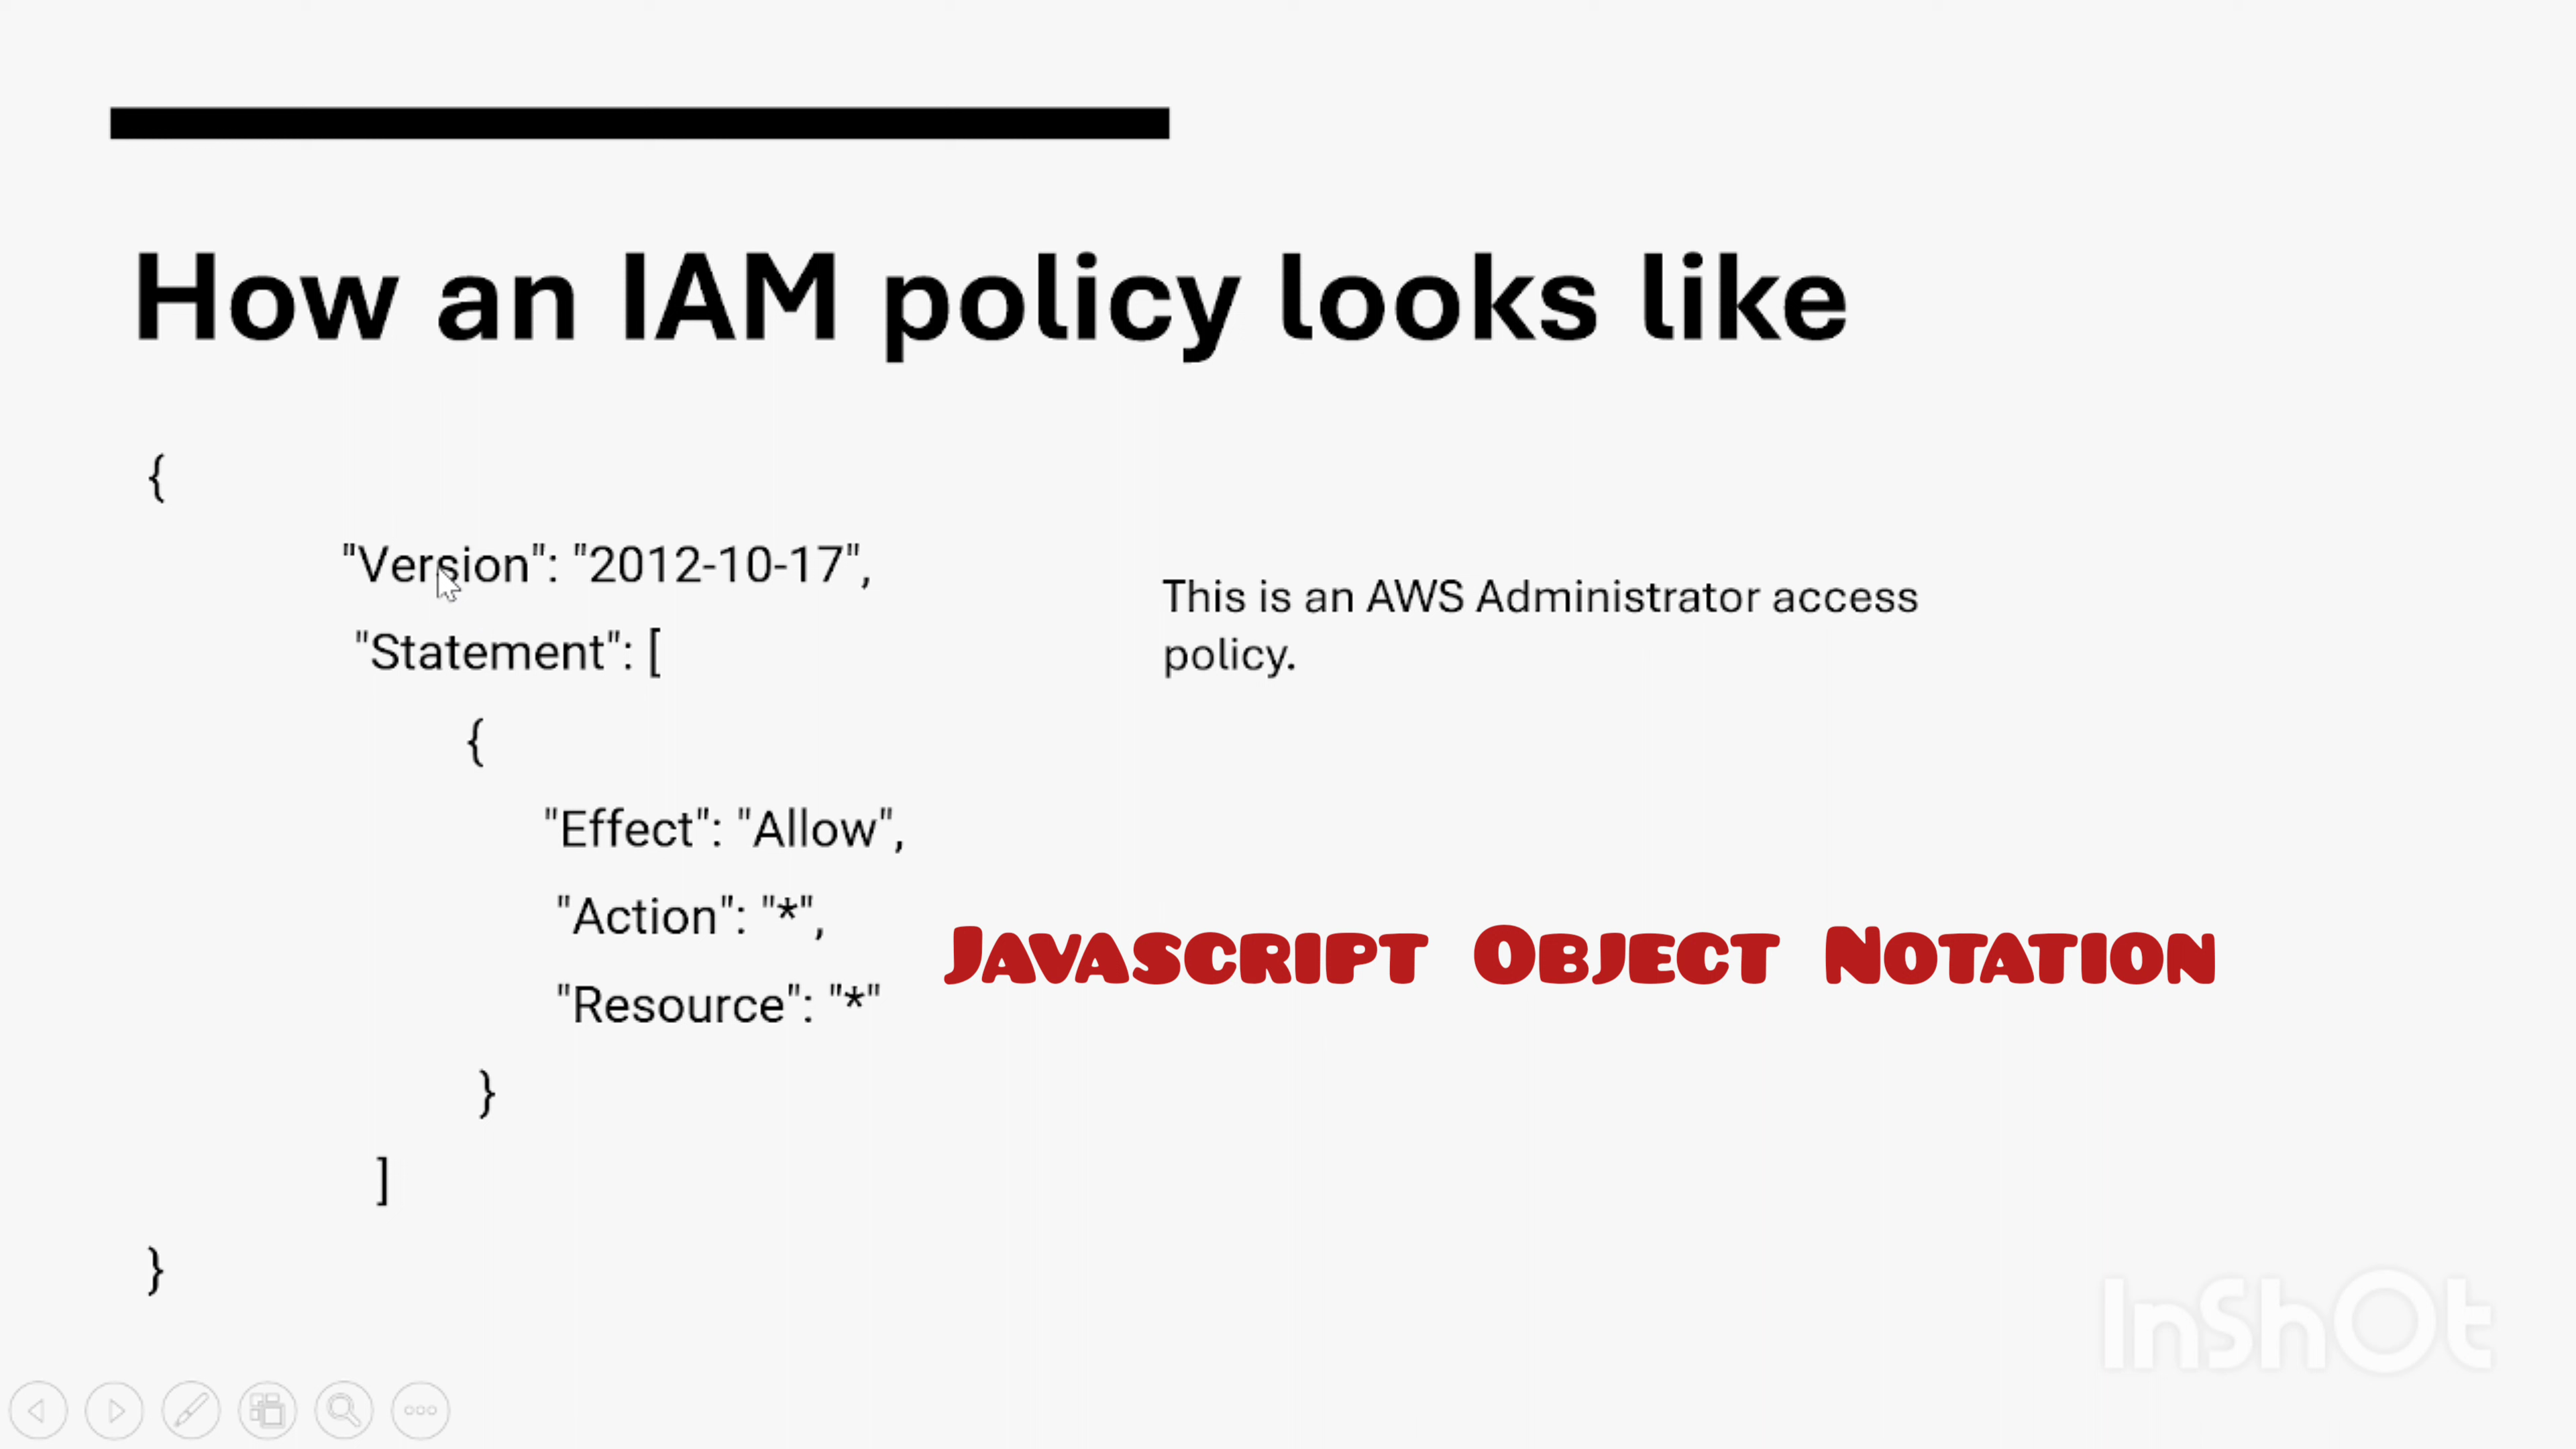 How an IAM policy looks like
{
"Version": "2012-10-17",
"Statement": [
{
"Effect": "Allow",
"Action": "*",
"Resource": "*"
}
]
}
This is an AWS Administrator access
policy.
Javascript Object Notation
InShOt